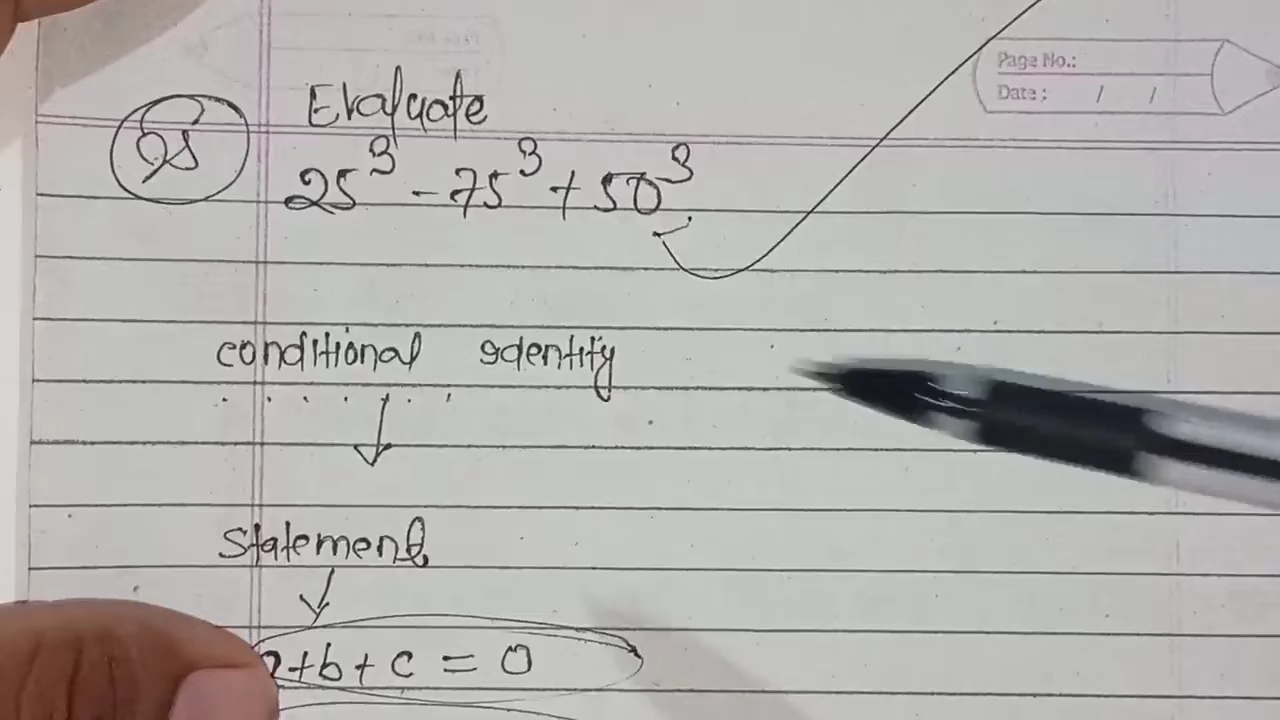 Page No.:
Date: / /
Evaluate
25³ - 75³ + 50³
conditional identity
Statement
a+b+c = 0